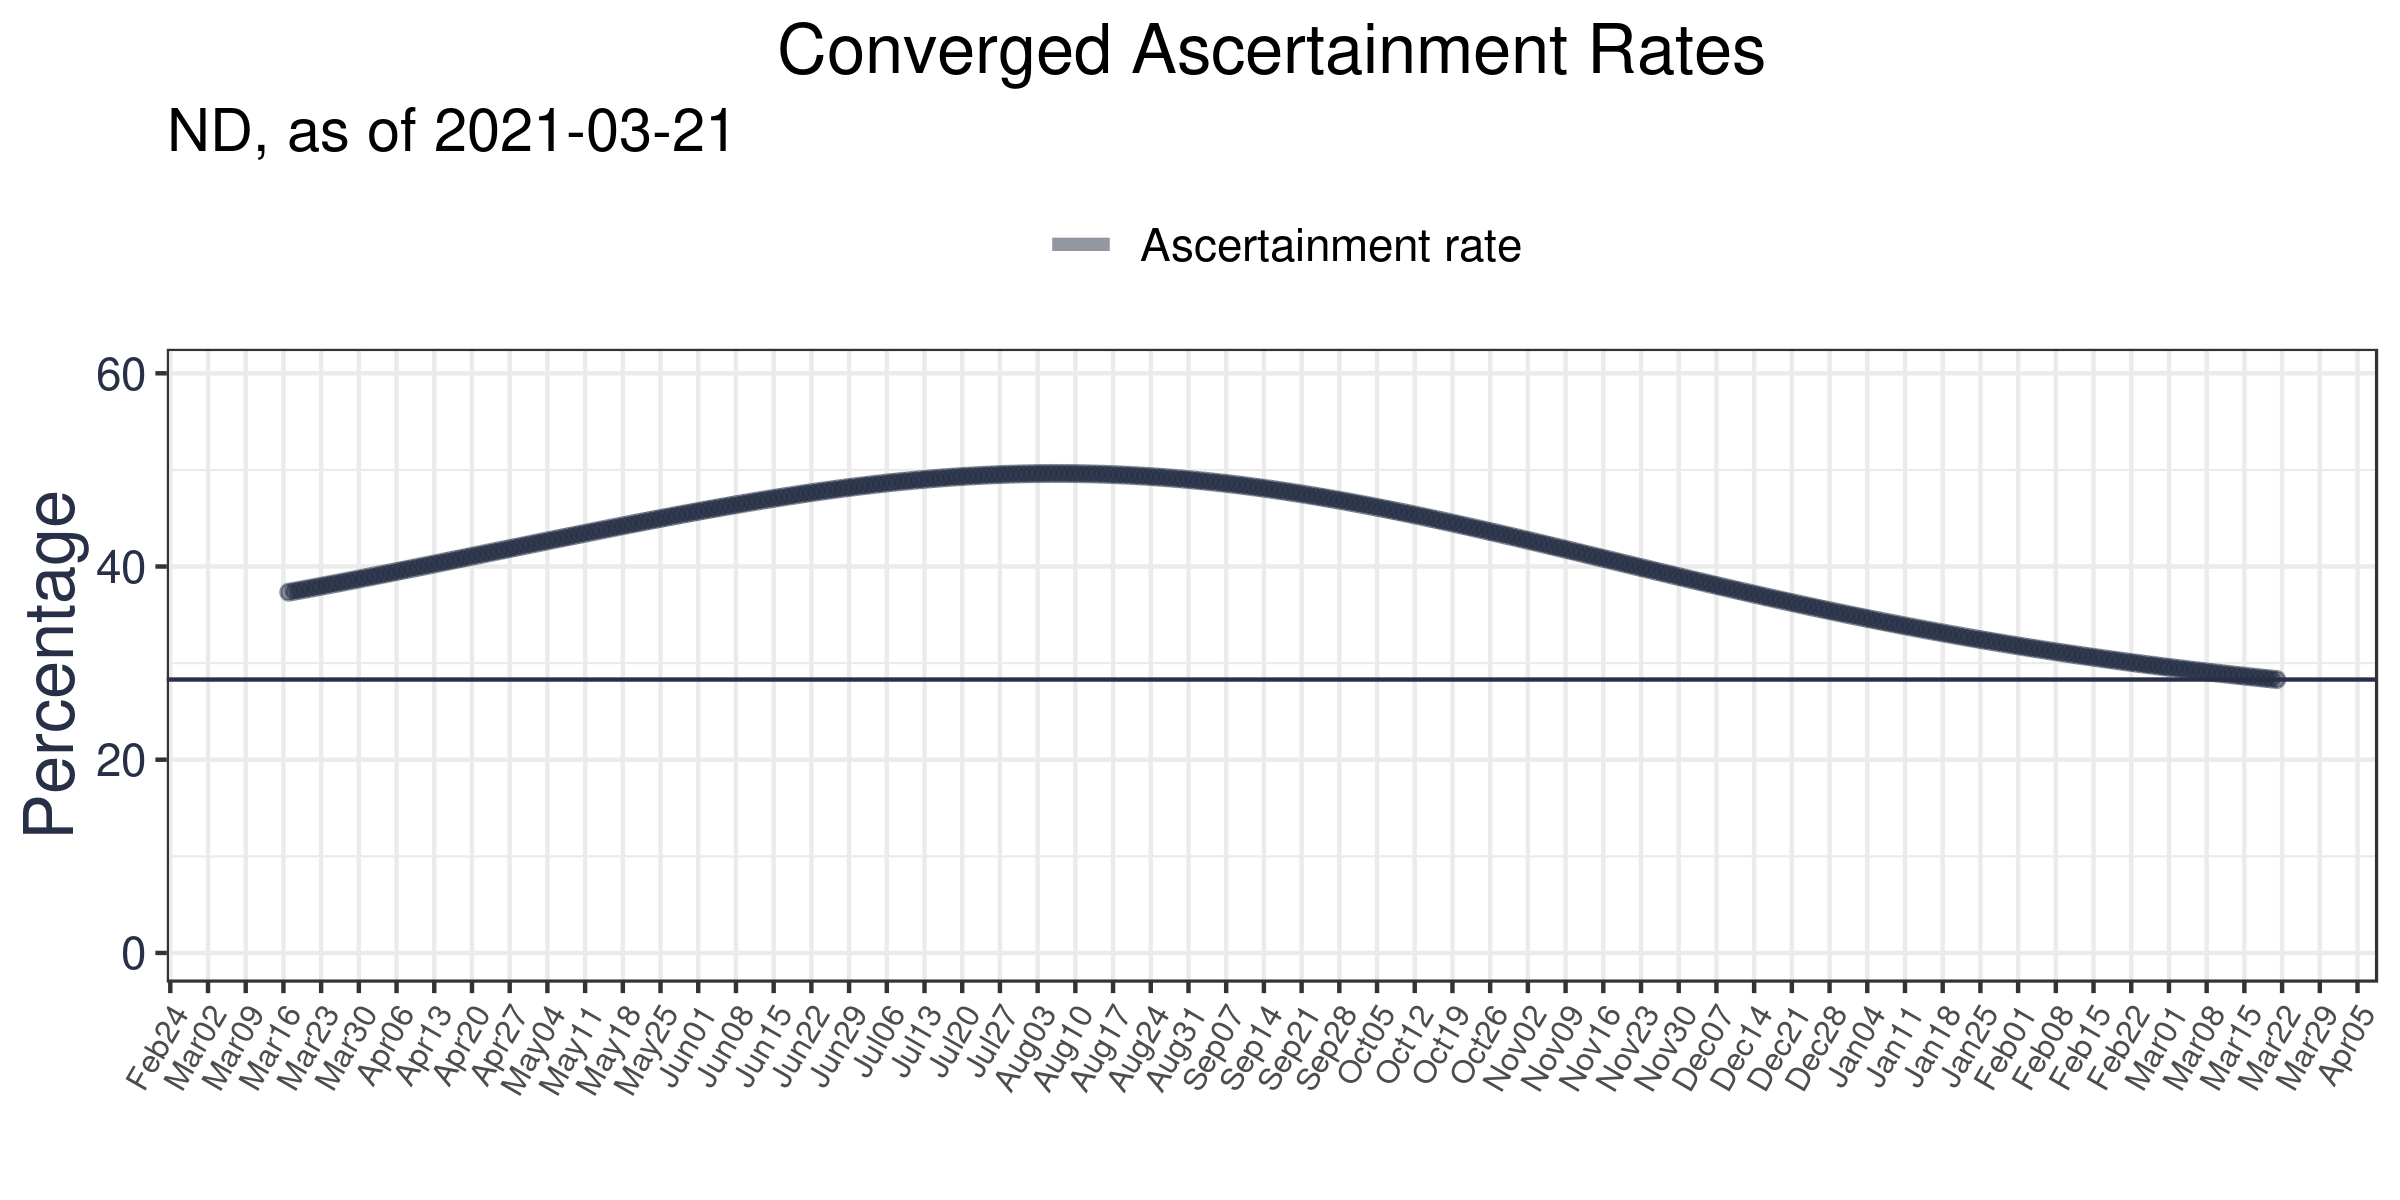 Converged Ascertainment Rates
ND, as of 2021-03-21
Ascertainment rate
Percentage
60
40
20
0
Feb24
Mar02
Mar09
Mar16
Mar23
Mar30
Apr06
Apr13
Apr20
Apr27
May04
May11
May18
May25
Jun01
Jun08
Jun15
Jun22
Jun29
Jul06
Jul13
Jul20
Jul27
Aug03
Aug10
Aug17
Aug24
Aug31
Sep07
Sep14
Sep21
Sep28
Oct05
Oct12
Oct19
Oct26
Nov02
Nov09
Nov16
Nov23
Nov30
Dec07
Dec14
Dec21
Dec28
Jan04
Jan11
Jan18
Jan25
Feb01
Feb08
Feb15
Feb22
Mar01
Mar08
Mar15
Mar22
Mar29
Apr05